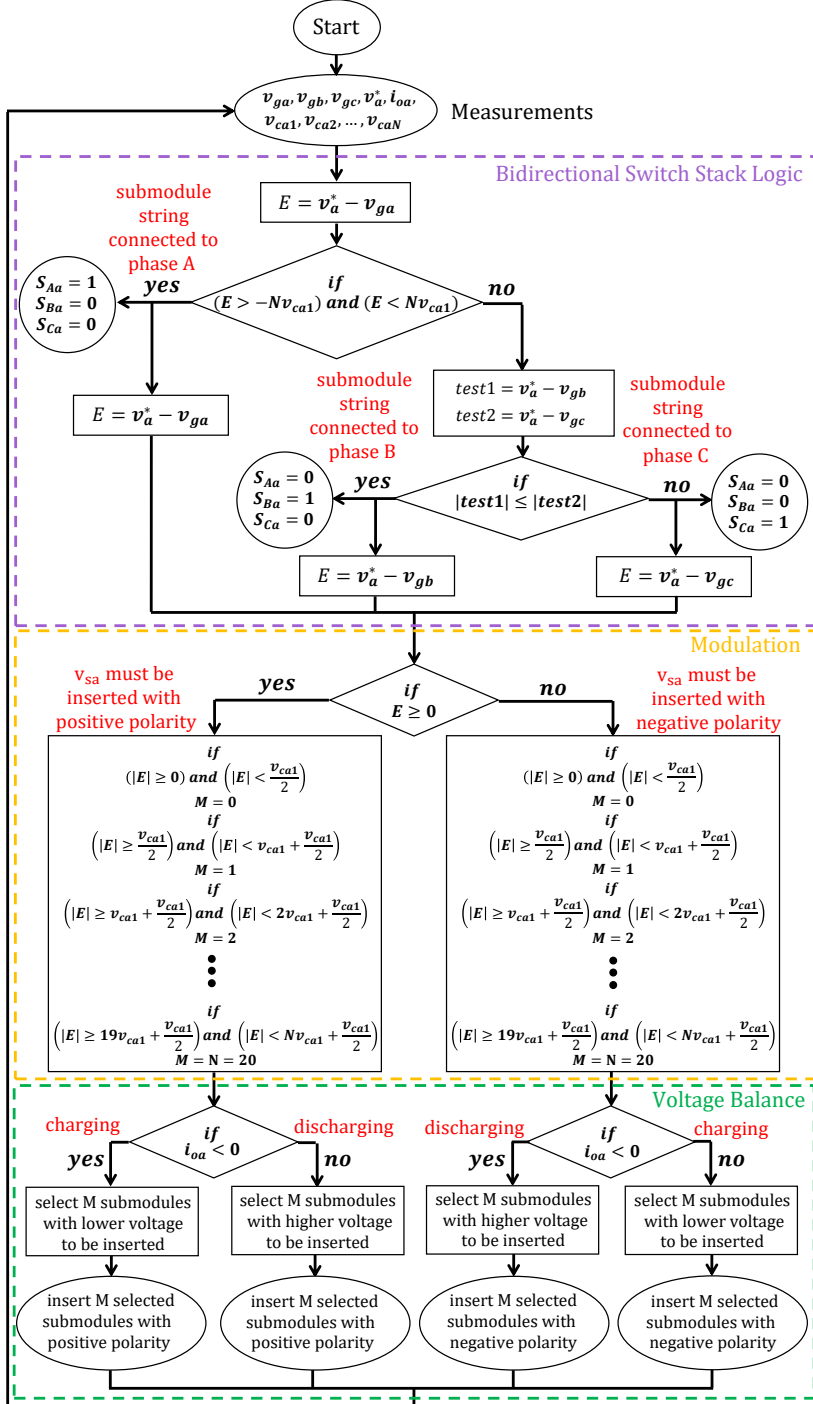 Start
v_ga, v_gb, v_gc, v_a^*, i_oa,
v_ca1, v_ca2, ... , v_caN
Measurements
Bidirectional Switch Stack Logic
E = v_a^* − v_ga
submodule
string
connected to
phase A
yes
if
(E > −Nv_ca1) and (E < Nv_ca1)
no
S_Aa = 1
S_Ba = 0
S_Ca = 0
E = v_a^* − v_ga
test1 = v_a^* − v_gb
test2 = v_a^* − v_gc
submodule
string
connected to
phase B
submodule
string
connected to
phase C
yes
if
|test1| ≤ |test2|
no
S_Aa = 0
S_Ba = 1
S_Ca = 0
S_Aa = 0
S_Ba = 0
S_Ca = 1
E = v_a^* − v_gb
E = v_a^* − v_gc
Modulation
v_sa must be
inserted with
positive polarity
yes
if
E ≥ 0
no
v_sa must be
inserted with
negative polarity
if
(|E| ≥ 0) and (|E| < v_ca1/2)
M = 0
if
(|E| ≥ v_ca1/2) and (|E| < v_ca1 + v_ca1/2)
M = 1
if
(|E| ≥ v_ca1 + v_ca1/2) and (|E| < 2v_ca1 + v_ca1/2)
M = 2
if
(|E| ≥ 19v_ca1 + v_ca1/2) and (|E| < Nv_ca1 + v_ca1/2)
M = N = 20
if
(|E| ≥ 0) and (|E| < v_ca1/2)
M = 0
if
(|E| ≥ v_ca1/2) and (|E| < v_ca1 + v_ca1/2)
M = 1
if
(|E| ≥ v_ca1 + v_ca1/2) and (|E| < 2v_ca1 + v_ca1/2)
M = 2
if
(|E| ≥ 19v_ca1 + v_ca1/2) and (|E| < Nv_ca1 + v_ca1/2)
M = N = 20
Voltage Balance
charging
yes
if
i_oa < 0
discharging
no
discharging
yes
if
i_oa < 0
charging
no
select M submodules
with lower voltage
to be inserted
select M submodules
with higher voltage
to be inserted
select M submodules
with higher voltage
to be inserted
select M submodules
with lower voltage
to be inserted
insert M selected
submodules with
positive polarity
insert M selected
submodules with
positive polarity
insert M selected
submodules with
negative polarity
insert M selected
submodules with
negative polarity